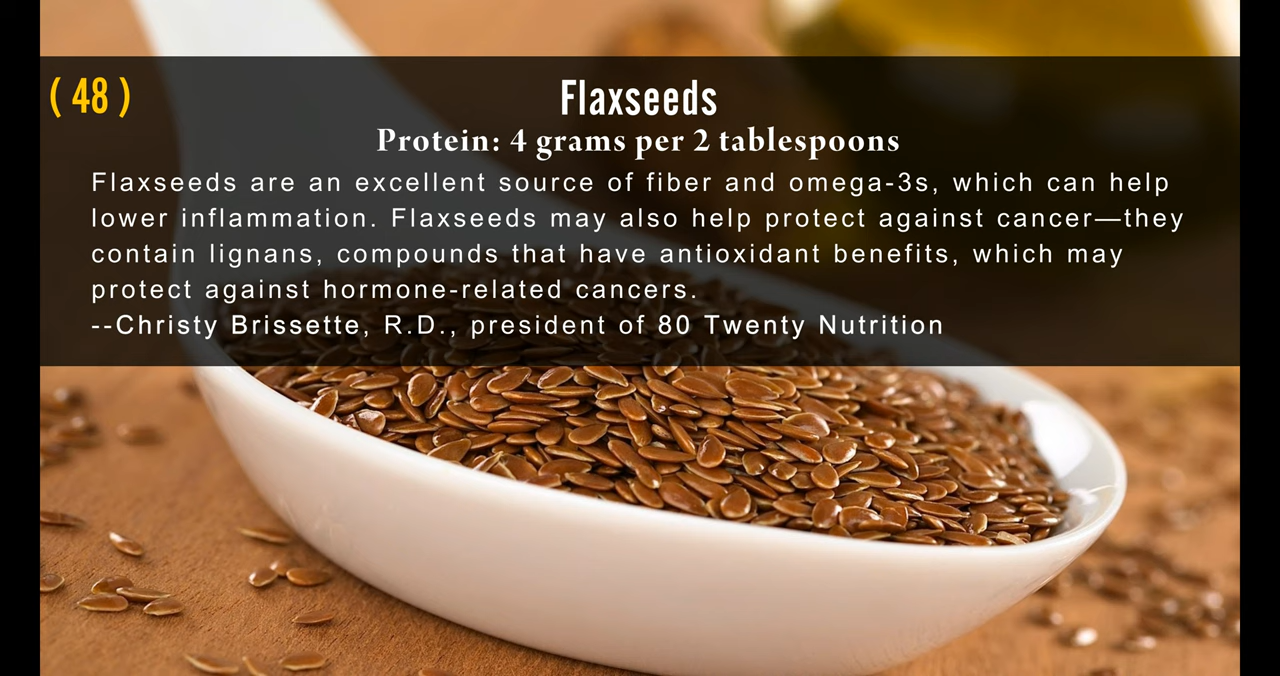 ( 48 )
Flaxseeds
Protein: 4 grams per 2 tablespoons
Flaxseeds are an excellent source of fiber and omega-3s, which can help
lower inflammation. Flaxseeds may also help protect against cancer—they
contain lignans, compounds that have antioxidant benefits, which may
protect against hormone-related cancers.
--Christy Brissette, R.D., president of 80 Twenty Nutrition